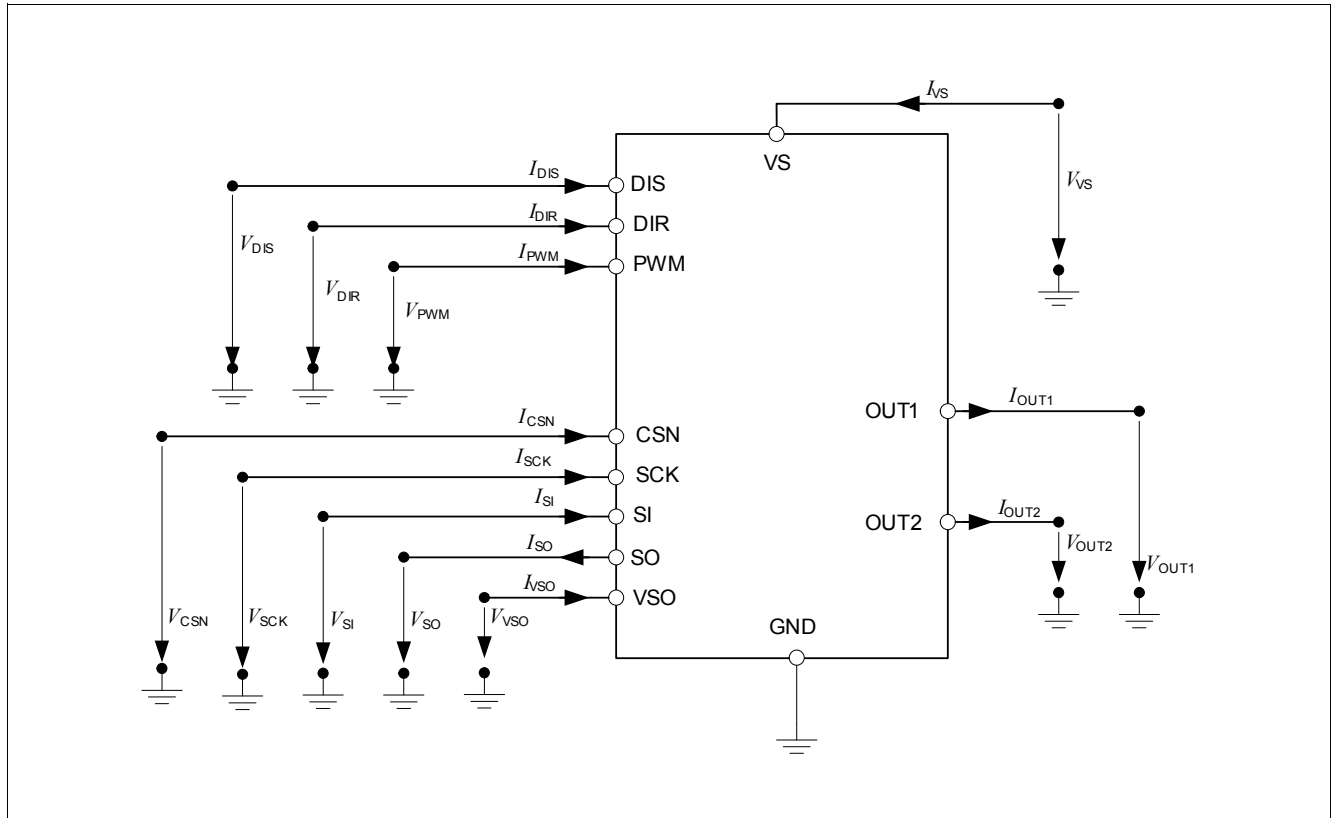 I_VS
VS
V_VS
I_DIS
DIS
V_DIS
I_DIR
DIR
V_DIR
I_PWM
PWM
V_PWM
I_CSN
CSN
V_CSN
I_SCK
SCK
V_SCK
I_SI
SI
V_SI
I_SO
SO
V_SO
I_VSO
VSO
V_VSO
OUT1
I_OUT1
V_OUT1
OUT2
I_OUT2
V_OUT2
GND